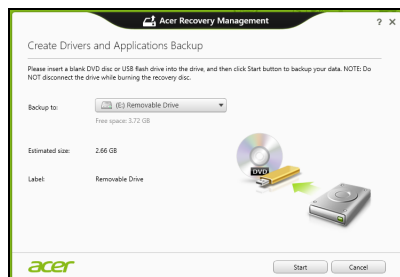 Acer Recovery Management
? ×
Create Drivers and Applications Backup
Please insert a blank DVD disc or USB flash drive into the drive, and then click Start button to backup your data. NOTE: Do
NOT disconnect the drive while burning the recovery disc.
Backup to:
(E:) Removable Drive
Free space: 3.72 GB
Estimated size:
2.66 GB
DVD
Label:
Removable Drive
acer
Start
Cancel